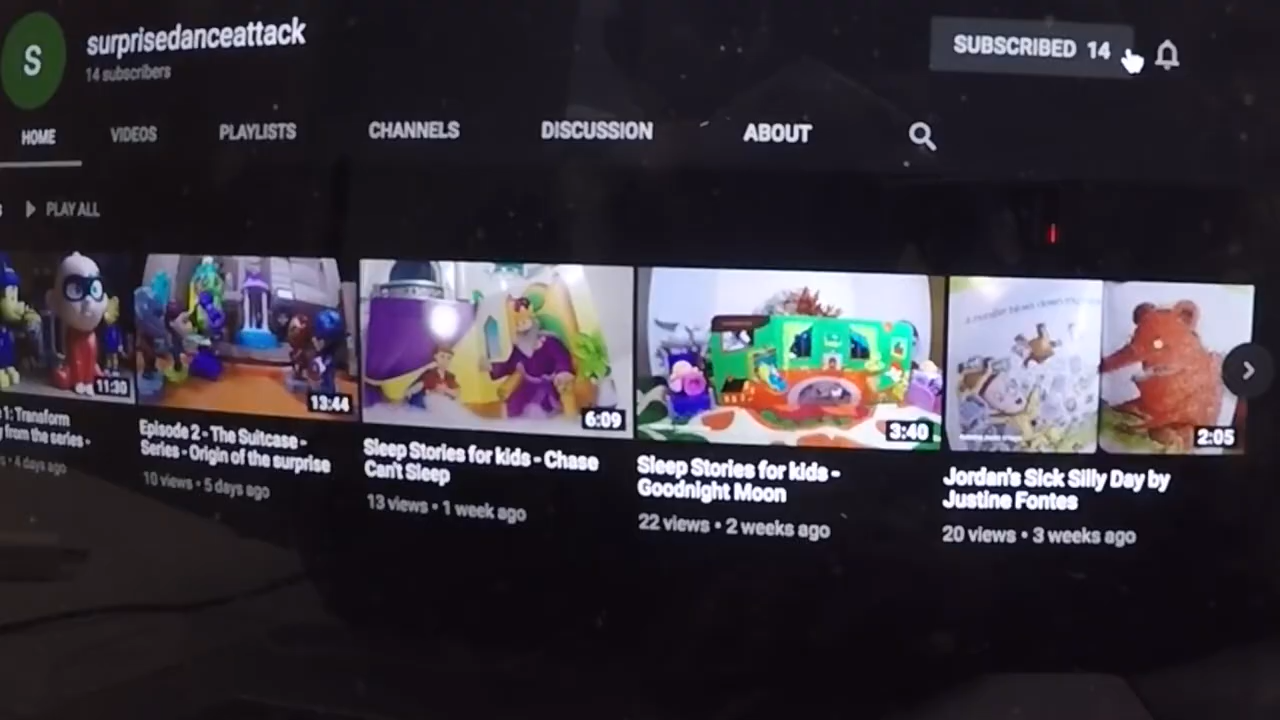 S
surprisedanceattack
14 subscribers
SUBSCRIBED 14
HOME
VIDEOS
PLAYLISTS
CHANNELS
DISCUSSION
ABOUT
PLAY ALL
11:30
13:44
6:09
3:40
2:05
1: Transform
from the series -
4 days ago
Episode 2 - The Suitcase -
Series - Origin of the surprise
10 views • 5 days ago
Sleep Stories for kids - Chase
Can't Sleep
13 views • 1 week ago
Sleep Stories for kids -
Goodnight Moon
22 views • 2 weeks ago
Jordan's Sick Silly Day by
Justine Fontes
20 views • 3 weeks ago